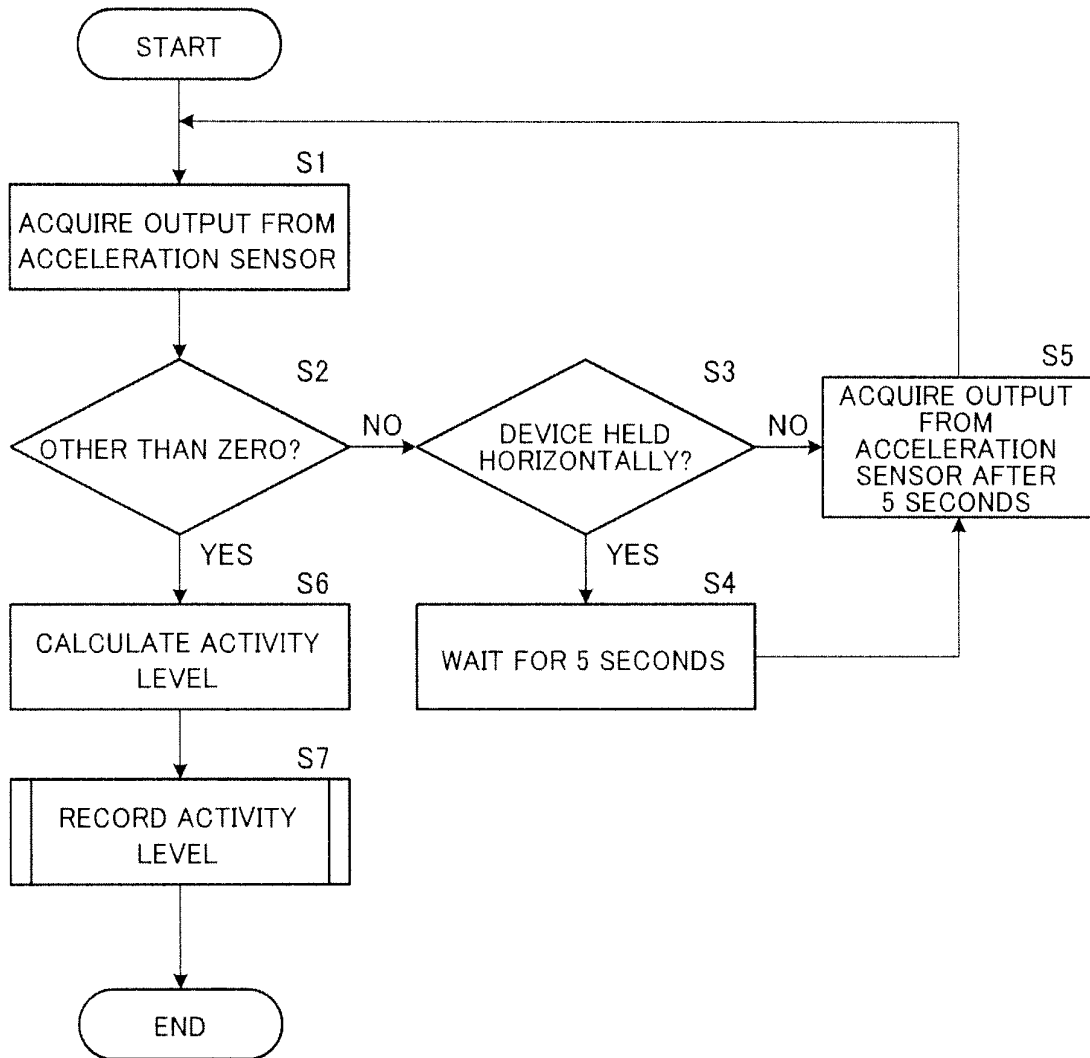 START
S1
ACQUIRE OUTPUT FROM
ACCELERATION SENSOR
S2
OTHER THAN ZERO?
NO
S3
DEVICE HELD
HORIZONTALLY?
NO
S5
ACQUIRE OUTPUT
FROM
ACCELERATION
SENSOR AFTER
5 SECONDS
YES
YES
S6
CALCULATE ACTIVITY
LEVEL
S4
WAIT FOR 5 SECONDS
S7
RECORD ACTIVITY
LEVEL
END